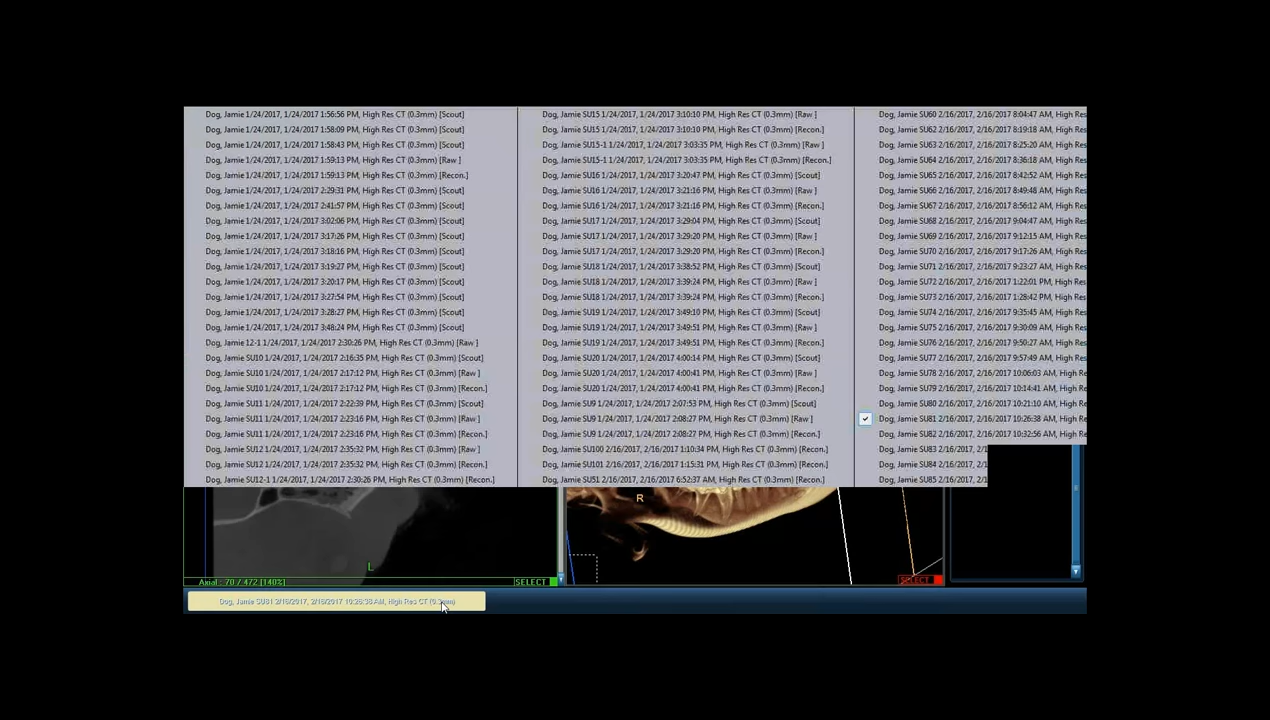 Dog, Jamie 1/24/2017, 1/24/2017 1:56:56 PM, High Res CT (0.3mm) [Scout]
Dog, Jamie 1/24/2017, 1/24/2017 1:58:09 PM, High Res CT (0.3mm) [Scout]
Dog, Jamie 1/24/2017, 1/24/2017 1:58:43 PM, High Res CT (0.3mm) [Scout]
Dog, Jamie 1/24/2017, 1/24/2017 1:59:13 PM, High Res CT (0.3mm) [Raw ]
Dog, Jamie 1/24/2017, 1/24/2017 1:59:13 PM, High Res CT (0.3mm) [Recon.]
Dog, Jamie 1/24/2017, 1/24/2017 2:29:31 PM, High Res CT (0.3mm) [Scout]
Dog, Jamie 1/24/2017, 1/24/2017 2:41:57 PM, High Res CT (0.3mm) [Scout]
Dog, Jamie 1/24/2017, 1/24/2017 3:02:06 PM, High Res CT (0.3mm) [Scout]
Dog, Jamie 1/24/2017, 1/24/2017 3:17:26 PM, High Res CT (0.3mm) [Scout]
Dog, Jamie 1/24/2017, 1/24/2017 3:18:16 PM, High Res CT (0.3mm) [Scout]
Dog, Jamie 1/24/2017, 1/24/2017 3:19:27 PM, High Res CT (0.3mm) [Scout]
Dog, Jamie 1/24/2017, 1/24/2017 3:20:17 PM, High Res CT (0.3mm) [Scout]
Dog, Jamie 1/24/2017, 1/24/2017 3:27:54 PM, High Res CT (0.3mm) [Scout]
Dog, Jamie 1/24/2017, 1/24/2017 3:28:27 PM, High Res CT (0.3mm) [Scout]
Dog, Jamie 1/24/2017, 1/24/2017 3:48:24 PM, High Res CT (0.3mm) [Scout]
Dog, Jamie 12-1 1/24/2017, 1/24/2017 2:30:26 PM, High Res CT (0.3mm) [Raw ]
Dog, Jamie SU10 1/24/2017, 1/24/2017 2:16:35 PM, High Res CT (0.3mm) [Scout]
Dog, Jamie SU10 1/24/2017, 1/24/2017 2:17:12 PM, High Res CT (0.3mm) [Raw ]
Dog, Jamie SU10 1/24/2017, 1/24/2017 2:17:12 PM, High Res CT (0.3mm) [Recon.]
Dog, Jamie SU11 1/24/2017, 1/24/2017 2:22:39 PM, High Res CT (0.3mm) [Scout]
Dog, Jamie SU11 1/24/2017, 1/24/2017 2:23:16 PM, High Res CT (0.3mm) [Raw ]
Dog, Jamie SU11 1/24/2017, 1/24/2017 2:23:16 PM, High Res CT (0.3mm) [Recon.]
Dog, Jamie SU12 1/24/2017, 1/24/2017 2:35:32 PM, High Res CT (0.3mm) [Raw ]
Dog, Jamie SU12 1/24/2017, 1/24/2017 2:35:32 PM, High Res CT (0.3mm) [Recon.]
Dog, Jamie SU12-1 1/24/2017, 1/24/2017 2:30:26 PM, High Res CT (0.3mm) [Recon.]
Dog, Jamie SU15 1/24/2017, 1/24/2017 3:10:10 PM, High Res CT (0.3mm) [Raw ]
Dog, Jamie SU15 1/24/2017, 1/24/2017 3:10:10 PM, High Res CT (0.3mm) [Recon.]
Dog, Jamie SU15-1 1/24/2017, 1/24/2017 3:03:35 PM, High Res CT (0.3mm) [Raw ]
Dog, Jamie SU15-1 1/24/2017, 1/24/2017 3:03:35 PM, High Res CT (0.3mm) [Recon.]
Dog, Jamie SU16 1/24/2017, 1/24/2017 3:20:47 PM, High Res CT (0.3mm) [Scout]
Dog, Jamie SU16 1/24/2017, 1/24/2017 3:21:16 PM, High Res CT (0.3mm) [Raw ]
Dog, Jamie SU16 1/24/2017, 1/24/2017 3:21:16 PM, High Res CT (0.3mm) [Recon.]
Dog, Jamie SU17 1/24/2017, 1/24/2017 3:29:04 PM, High Res CT (0.3mm) [Scout]
Dog, Jamie SU17 1/24/2017, 1/24/2017 3:29:20 PM, High Res CT (0.3mm) [Raw ]
Dog, Jamie SU17 1/24/2017, 1/24/2017 3:29:20 PM, High Res CT (0.3mm) [Recon.]
Dog, Jamie SU18 1/24/2017, 1/24/2017 3:38:52 PM, High Res CT (0.3mm) [Scout]
Dog, Jamie SU18 1/24/2017, 1/24/2017 3:39:24 PM, High Res CT (0.3mm) [Raw ]
Dog, Jamie SU18 1/24/2017, 1/24/2017 3:39:24 PM, High Res CT (0.3mm) [Recon.]
Dog, Jamie SU19 1/24/2017, 1/24/2017 3:49:10 PM, High Res CT (0.3mm) [Scout]
Dog, Jamie SU19 1/24/2017, 1/24/2017 3:49:51 PM, High Res CT (0.3mm) [Raw ]
Dog, Jamie SU19 1/24/2017, 1/24/2017 3:49:51 PM, High Res CT (0.3mm) [Recon.]
Dog, Jamie SU20 1/24/2017, 1/24/2017 4:00:14 PM, High Res CT (0.3mm) [Scout]
Dog, Jamie SU20 1/24/2017, 1/24/2017 4:00:41 PM, High Res CT (0.3mm) [Raw ]
Dog, Jamie SU20 1/24/2017, 1/24/2017 4:00:41 PM, High Res CT (0.3mm) [Recon.]
Dog, Jamie SU9 1/24/2017, 1/24/2017 2:07:53 PM, High Res CT (0.3mm) [Scout]
Dog, Jamie SU9 1/24/2017, 1/24/2017 2:08:27 PM, High Res CT (0.3mm) [Raw ]
Dog, Jamie SU9 1/24/2017, 1/24/2017 2:08:27 PM, High Res CT (0.3mm) [Recon.]
Dog, Jamie SU100 2/16/2017, 2/16/2017 1:10:34 PM, High Res CT (0.3mm) [Recon.]
Dog, Jamie SU101 2/16/2017, 2/16/2017 1:15:31 PM, High Res CT (0.3mm) [Recon.]
Dog, Jamie SU51 2/16/2017, 2/16/2017 6:52:37 AM, High Res CT (0.3mm) [Recon.]
Dog, Jamie SU60 2/16/2017, 2/16/2017 8:04:47 AM, High Res
Dog, Jamie SU62 2/16/2017, 2/16/2017 8:19:18 AM, High Res
Dog, Jamie SU63 2/16/2017, 2/16/2017 8:25:20 AM, High Res
Dog, Jamie SU64 2/16/2017, 2/16/2017 8:36:18 AM, High Res
Dog, Jamie SU65 2/16/2017, 2/16/2017 8:42:52 AM, High Res
Dog, Jamie SU66 2/16/2017, 2/16/2017 8:49:48 AM, High Res
Dog, Jamie SU67 2/16/2017, 2/16/2017 8:56:12 AM, High Res
Dog, Jamie SU68 2/16/2017, 2/16/2017 9:04:47 AM, High Res
Dog, Jamie SU69 2/16/2017, 2/16/2017 9:12:15 AM, High Res
Dog, Jamie SU70 2/16/2017, 2/16/2017 9:17:26 AM, High Res
Dog, Jamie SU71 2/16/2017, 2/16/2017 9:23:27 AM, High Res
Dog, Jamie SU72 2/16/2017, 2/16/2017 1:22:01 PM, High Res
Dog, Jamie SU73 2/16/2017, 2/16/2017 1:28:42 PM, High Res
Dog, Jamie SU74 2/16/2017, 2/16/2017 9:35:45 AM, High Res
Dog, Jamie SU75 2/16/2017, 2/16/2017 9:30:09 AM, High Res
Dog, Jamie SU76 2/16/2017, 2/16/2017 9:50:27 AM, High Res
Dog, Jamie SU77 2/16/2017, 2/16/2017 9:57:49 AM, High Res
Dog, Jamie SU78 2/16/2017, 2/16/2017 10:06:03 AM, High Re
Dog, Jamie SU79 2/16/2017, 2/16/2017 10:14:41 AM, High Re
Dog, Jamie SU80 2/16/2017, 2/16/2017 10:21:10 AM, High Re
Dog, Jamie SU81 2/16/2017, 2/16/2017 10:26:38 AM, High Re
Dog, Jamie SU82 2/16/2017, 2/16/2017 10:32:56 AM, High Re
Dog, Jamie SU83 2/16/2017, 2/1
Dog, Jamie SU84 2/16/2017, 2/1
Dog, Jamie SU85 2/16/2017, 2/1
R
L
Axial : 70 / 472 [140%]
SELECT
SELECT
Dog, Jamie SU81 2/16/2017, 2/16/2017 10:26:38 AM, High Res CT (0.3mm)